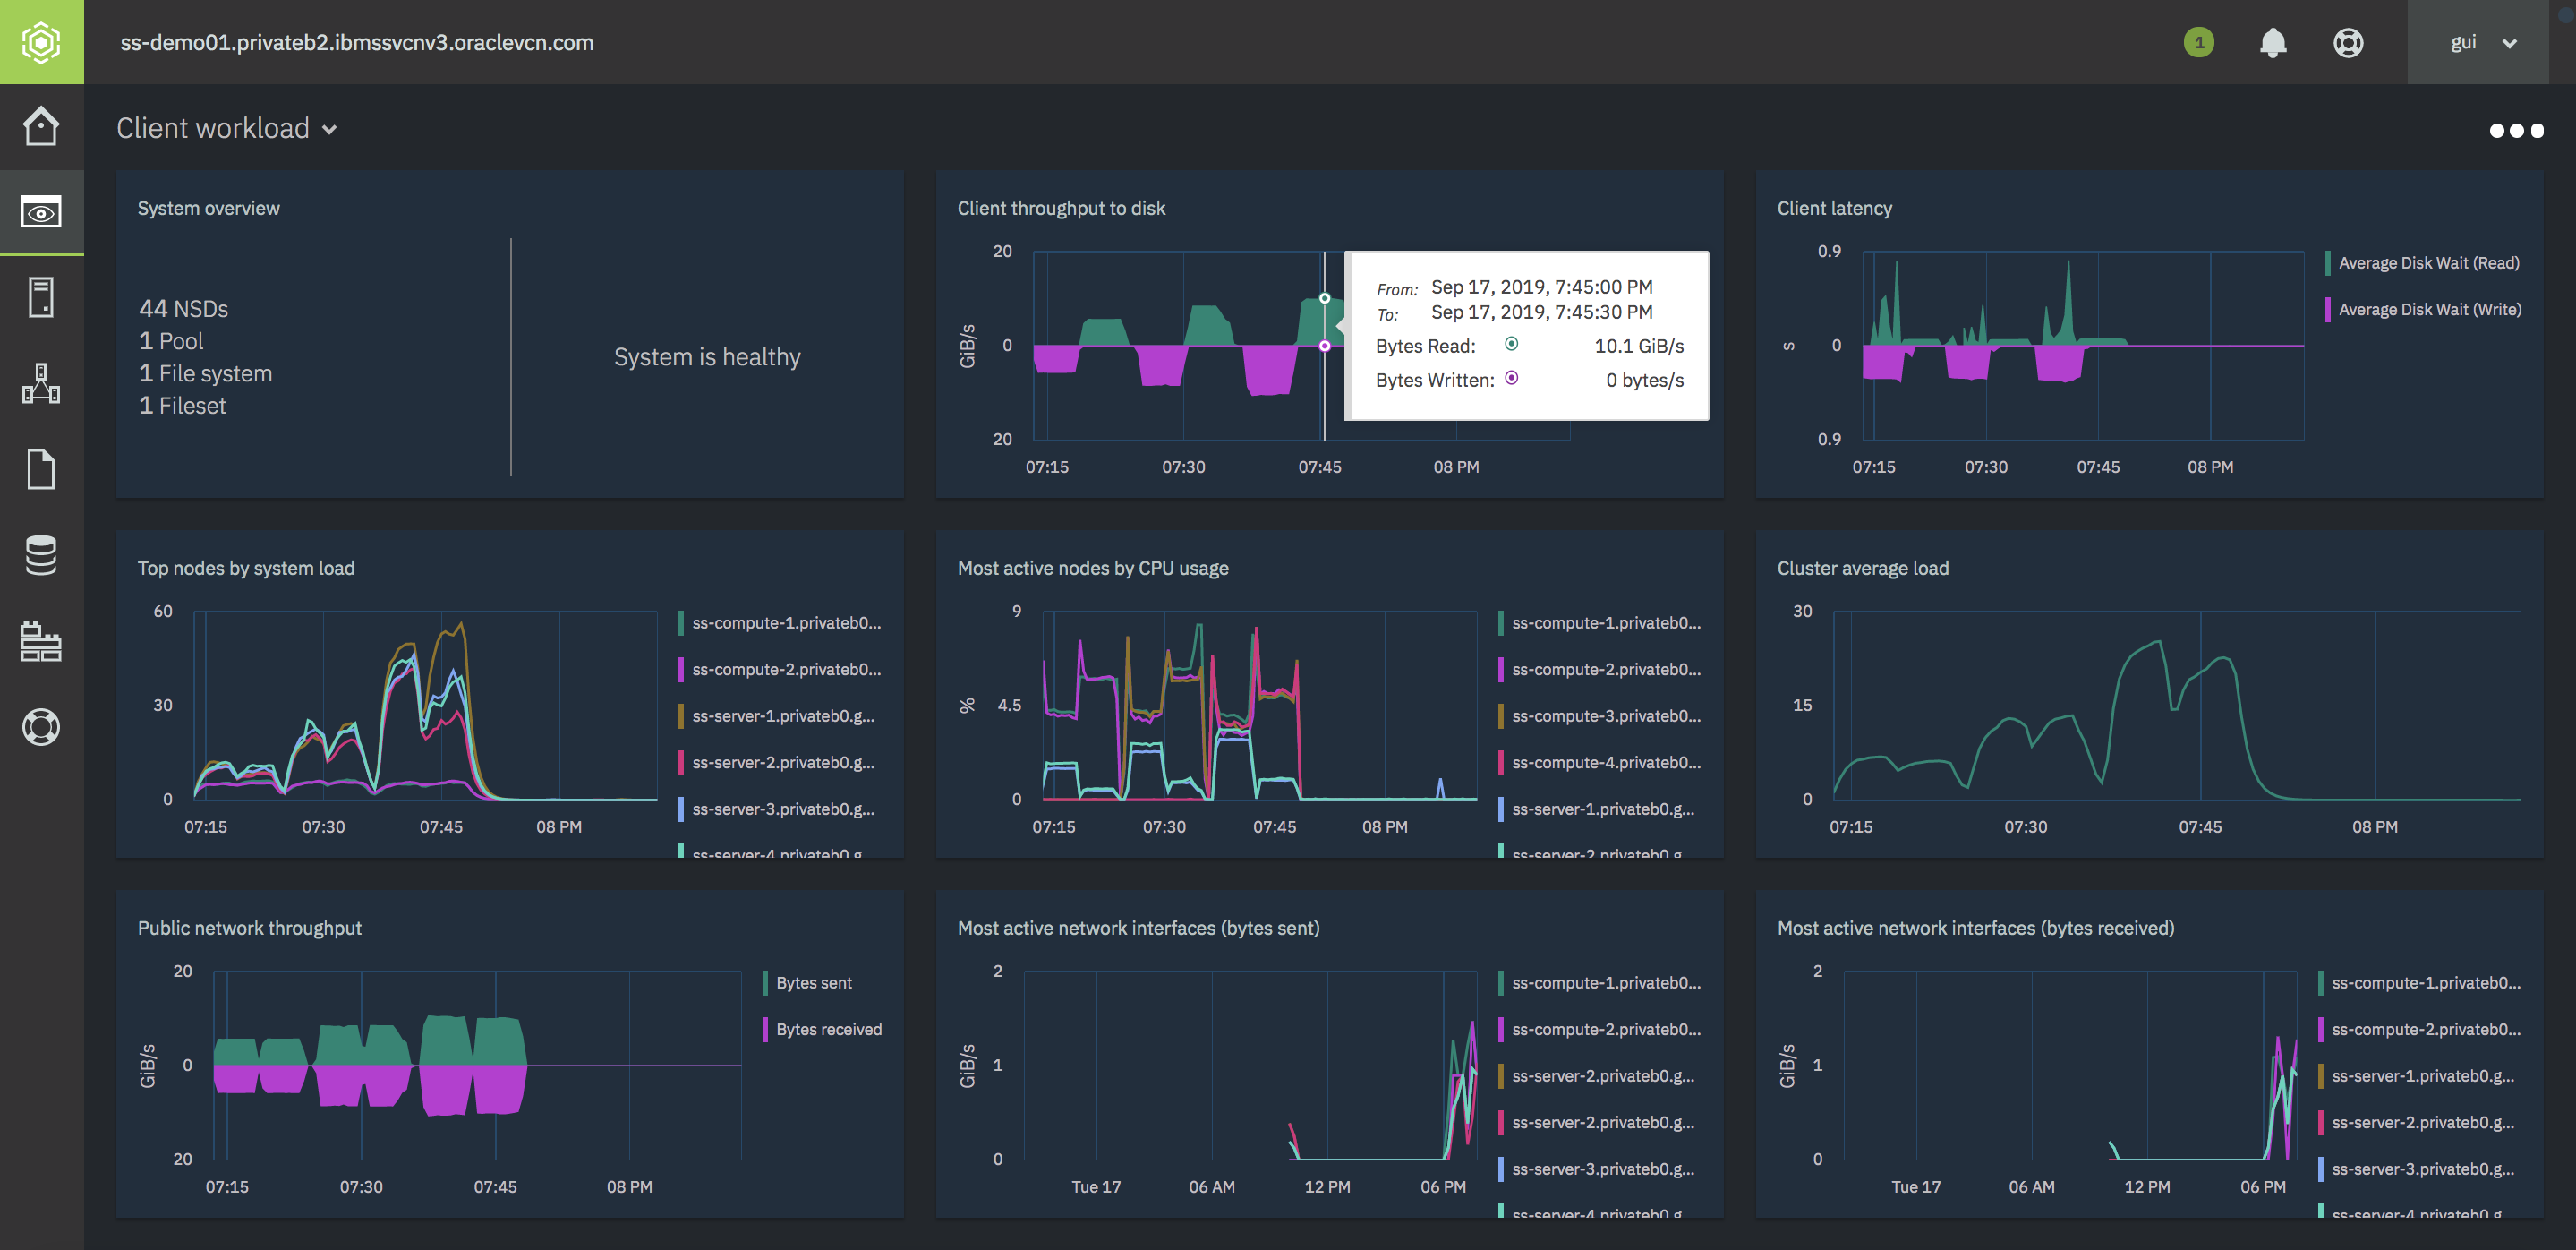 ss-demo01.privateb2.ibmssvcnv3.oraclevcn.com
1
gui
Client workload
System overview
44 NSDs
1 Pool
1 File system
1 Fileset
System is healthy
Client throughput to disk
20
0
20
GiB/s
07:15 07:30 07:45 08 PM
From: Sep 17, 2019, 7:45:00 PM
To: Sep 17, 2019, 7:45:30 PM
Bytes Read: 10.1 GiB/s
Bytes Written: 0 bytes/s
Client latency
0.9
0
0.9
s
07:15 07:30 07:45 08 PM
Average Disk Wait (Read)
Average Disk Wait (Write)
Top nodes by system load
60
30
0
07:15 07:30 07:45 08 PM
ss-compute-1.privateb0...
ss-compute-2.privateb0...
ss-server-1.privateb0.g...
ss-server-2.privateb0.g...
ss-server-3.privateb0.g...
ss-server-4.privateb0.g
Most active nodes by CPU usage
9
4.5
0
%
07:15 07:30 07:45 08 PM
ss-compute-1.privateb0...
ss-compute-2.privateb0...
ss-compute-3.privateb0...
ss-compute-4.privateb0...
ss-server-1.privateb0.g...
ss-server-2.privateb0.g
Cluster average load
30
15
0
07:15 07:30 07:45 08 PM
Public network throughput
20
0
20
GiB/s
07:15 07:30 07:45 08 PM
Bytes sent
Bytes received
Most active network interfaces (bytes sent)
2
1
0
GiB/s
Tue 17 06 AM 12 PM 06 PM
ss-compute-1.privateb0...
ss-compute-2.privateb0...
ss-server-2.privateb0.g...
ss-server-2.privateb0.g...
ss-server-3.privateb0.g...
ss-server-4.privateb0.g
Most active network interfaces (bytes received)
2
1
0
GiB/s
Tue 17 06 AM 12 PM 06 PM
ss-compute-1.privateb0...
ss-compute-2.privateb0...
ss-server-1.privateb0.g...
ss-server-2.privateb0.g...
ss-server-3.privateb0.g...
ss-server-4.privateb0.g